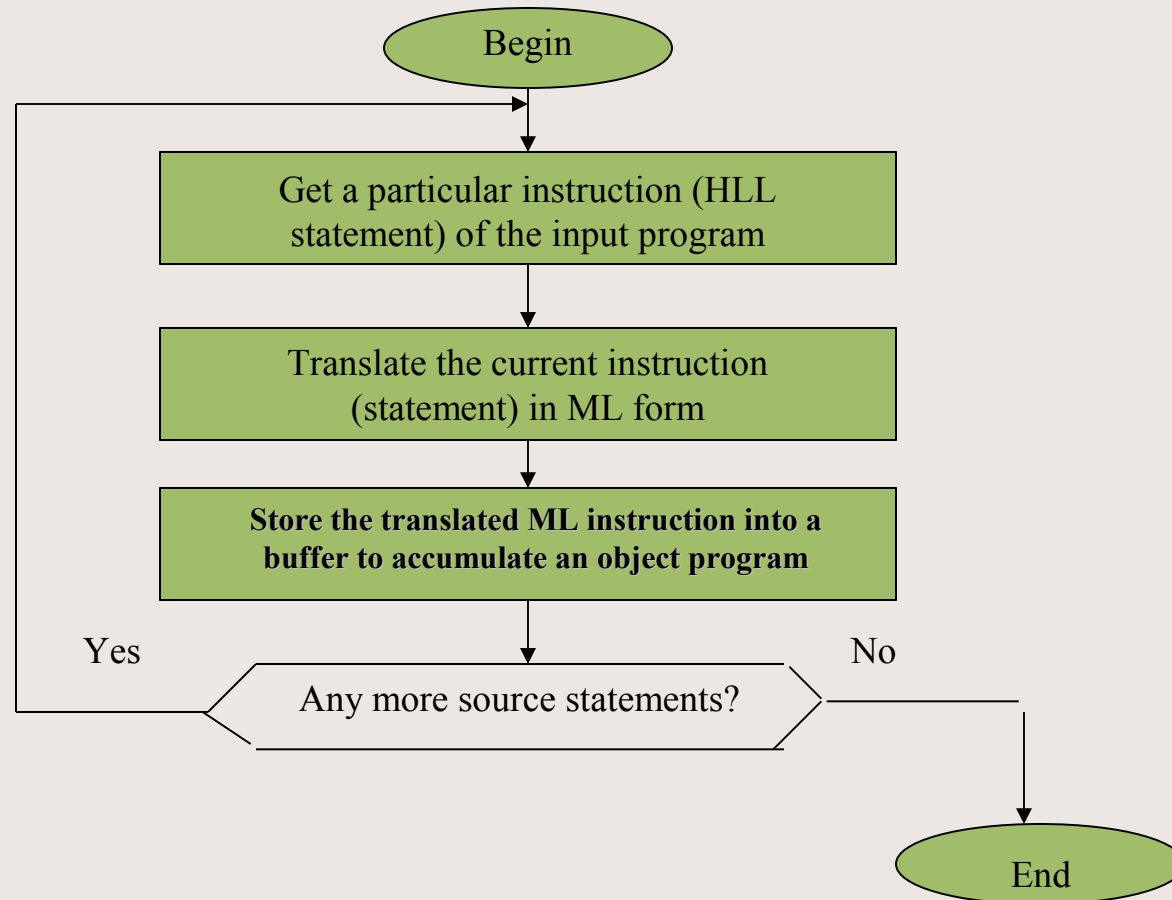 Begin
Get a particular instruction (HLL
statement) of the input program
Translate the current instruction
(statement) in ML form
Store the translated ML instruction into a
buffer to accumulate an object program
Yes
No
Any more source statements?
End